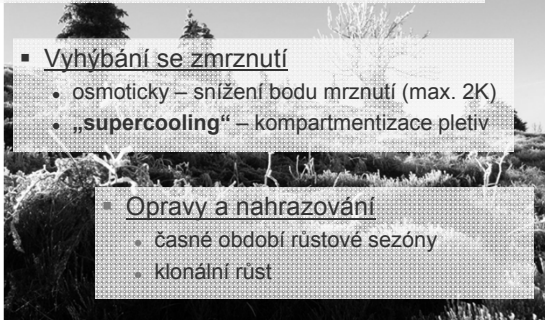 ▪ Vyhýbání se zmrznutí
• osmoticky – snížení bodu mrznutí (max. 2K)
• „supercooling“ – kompartmentizace pletiv
▪ Opravy a nahrazování
• časné období růstové sezóny
• klonální růst